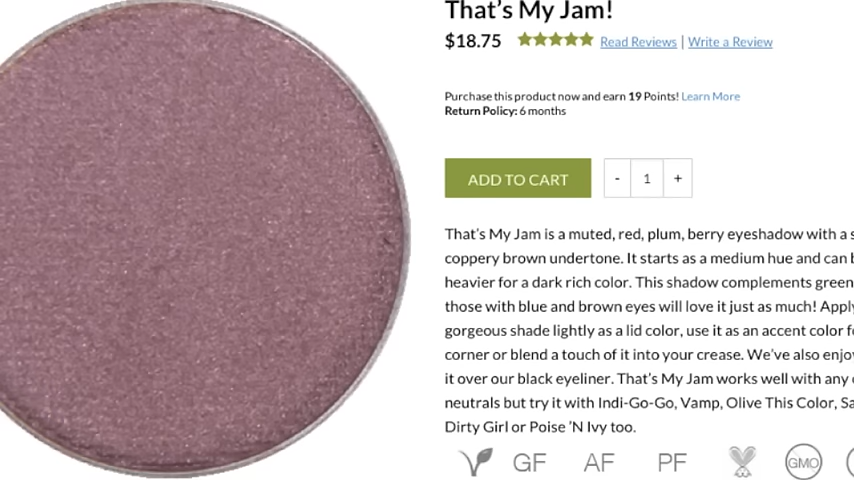 That's My Jam!
$18.75 Read Reviews | Write a Review
Purchase this product now and earn 19 Points! Learn More
Return Policy: 6 months
ADD TO CART - 1 +
That's My Jam is a muted, red, plum, berry eyeshadow with a
coppery brown undertone. It starts as a medium hue and can
heavier for a dark rich color. This shadow complements green
those with blue and brown eyes will love it just as much! Apply
gorgeous shade lightly as a lid color, use it as an accent color
corner or blend a touch of it into your crease. We've also
it over our black eyeliner. That's My Jam works well with any
neutrals but try it with Indi-Go-Go, Vamp, Olive This Color,
Dirty Girl or Poise 'N Ivy too.
GF AF PF GMO